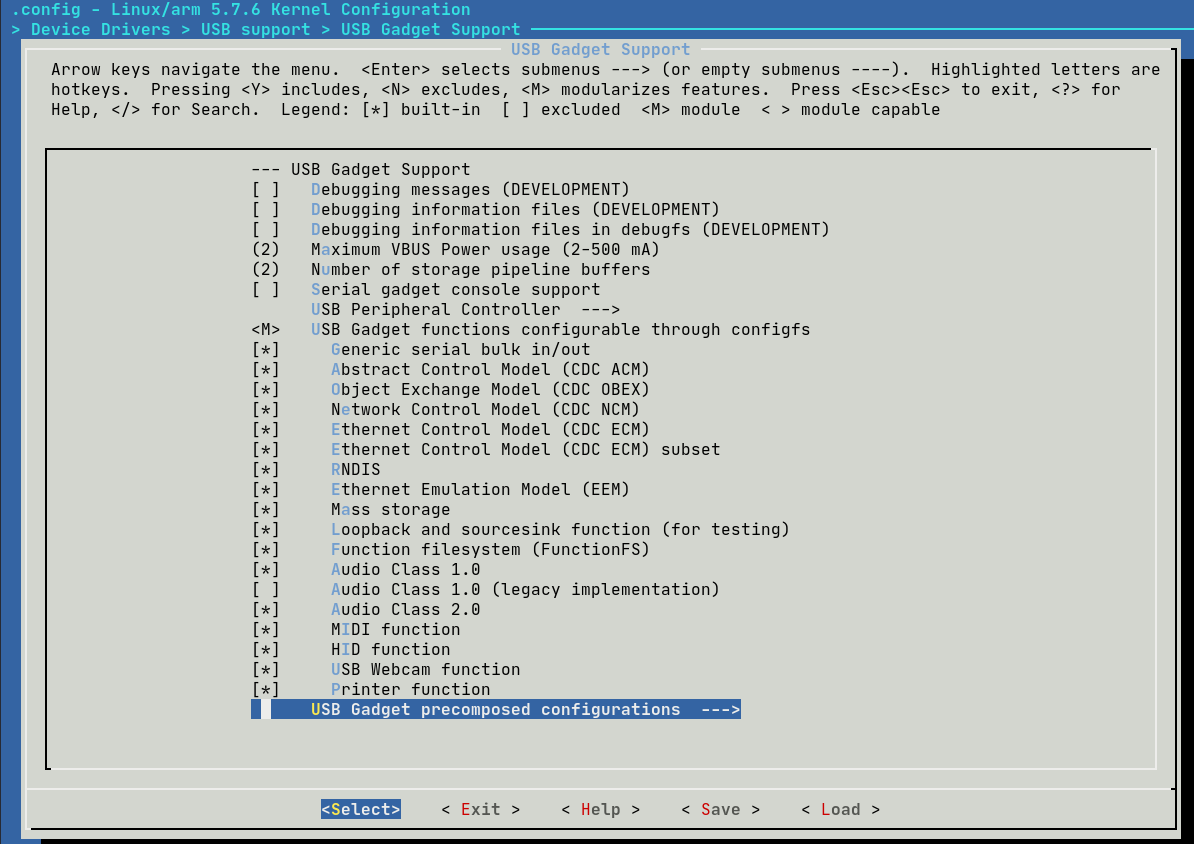 .config - Linux/arm 5.7.6 Kernel Configuration
> Device Drivers > USB support > USB Gadget Support
USB Gadget Support
Arrow keys navigate the menu.  <Enter> selects submenus ---> (or empty submenus ----).  Highlighted letters are
hotkeys.  Pressing <Y> includes, <N> excludes, <M> modularizes features.  Press <Esc><Esc> to exit, <?> for
Help, </> for Search.  Legend: [*] built-in  [ ] excluded  <M> module  < > module capable
--- USB Gadget Support
[ ]   Debugging messages (DEVELOPMENT)
[ ]   Debugging information files (DEVELOPMENT)
[ ]   Debugging information files in debugfs (DEVELOPMENT)
(2)   Maximum VBUS Power usage (2-500 mA)
(2)   Number of storage pipeline buffers
[ ]   Serial gadget console support
USB Peripheral Controller  --->
<M>   USB Gadget functions configurable through configfs
[*]     Generic serial bulk in/out
[*]     Abstract Control Model (CDC ACM)
[*]     Object Exchange Model (CDC OBEX)
[*]     Network Control Model (CDC NCM)
[*]     Ethernet Control Model (CDC ECM)
[*]     Ethernet Control Model (CDC ECM) subset
[*]     RNDIS
[*]     Ethernet Emulation Model (EEM)
[*]     Mass storage
[*]     Loopback and sourcesink function (for testing)
[*]     Function filesystem (FunctionFS)
[*]     Audio Class 1.0
[ ]     Audio Class 1.0 (legacy implementation)
[*]     Audio Class 2.0
[*]     MIDI function
[*]     HID function
[*]     USB Webcam function
[*]     Printer function
USB Gadget precomposed configurations  --->
<Select>    < Exit >    < Help >    < Save >    < Load >